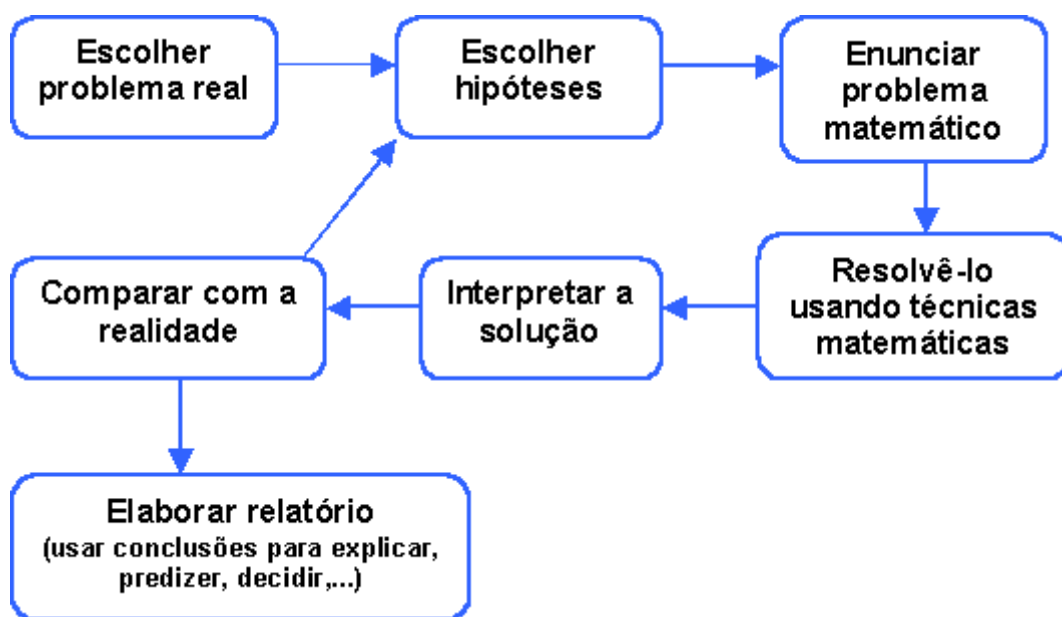 Escolher
problema real
Escolher
hipóteses
Enunciar
problema
matemático
Resolvê-lo
usando técnicas
matemáticas
Interpretar a
solução
Comparar com a
realidade
Elaborar relatório
(usar conclusões para explicar,
predizer, decidir,...)